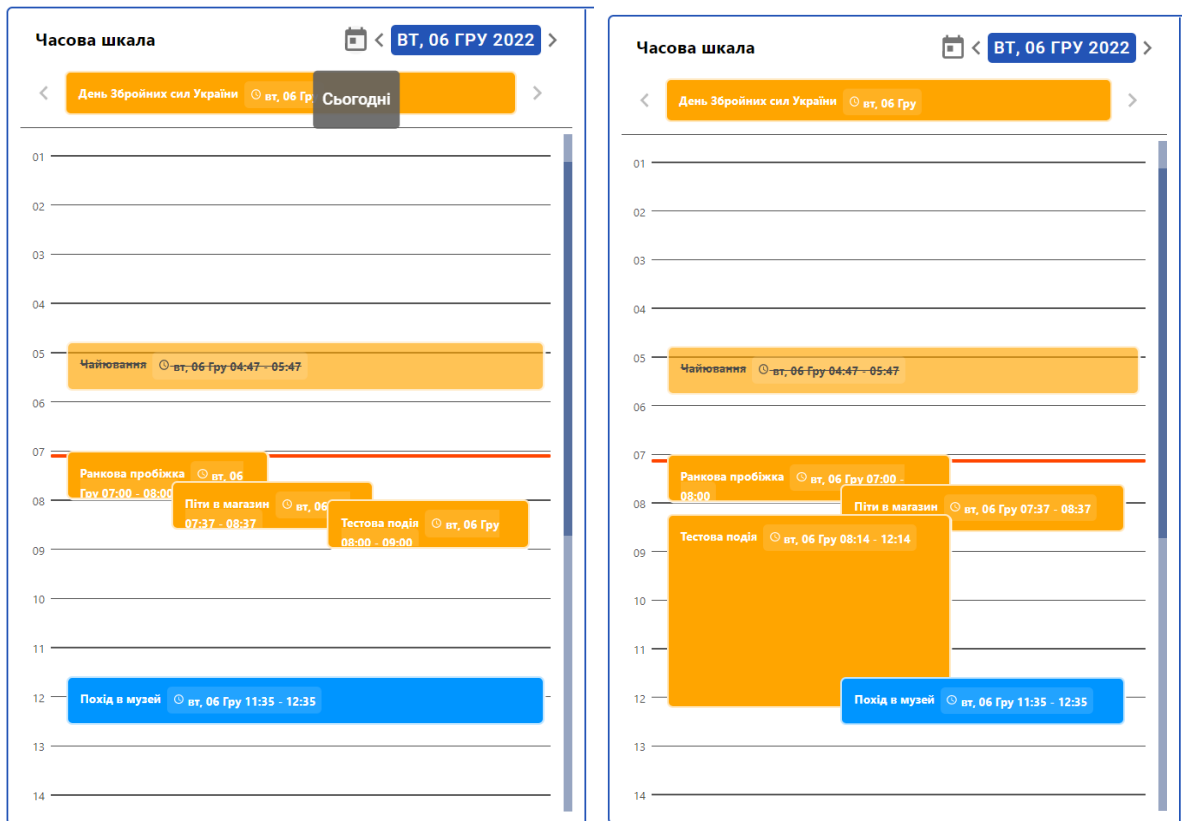 Часова шкала
ВТ, 06 ГРУ 2022
День Збройних сил України вт, 06 Гр
Сьогодні
01
02
03
04
05
Чайювання вт, 06 Гру 04:47 - 05:47
06
07
Ранкова пробіжка вт, 06
Гру 07:00 - 08:00
08
Піти в магазин вт, 06
07:37 - 08:37
Тестова подія вт, 06 Гру
08:00 - 09:00
09
10
11
12
Похід в музей вт, 06 Гру 11:35 - 12:35
13
14
Часова шкала
ВТ, 06 ГРУ 2022
День Збройних сил України вт, 06 Гру
01
02
03
04
05
Чайювання вт, 06 Гру 04:47 - 05:47
06
07
Ранкова пробіжка вт, 06 Гру 07:00 -
08:00
08
Піти в магазин вт, 06 Гру 07:37 - 08:37
Тестова подія вт, 06 Гру 08:14 - 12:14
09
10
11
12
Похід в музей вт, 06 Гру 11:35 - 12:35
13
14